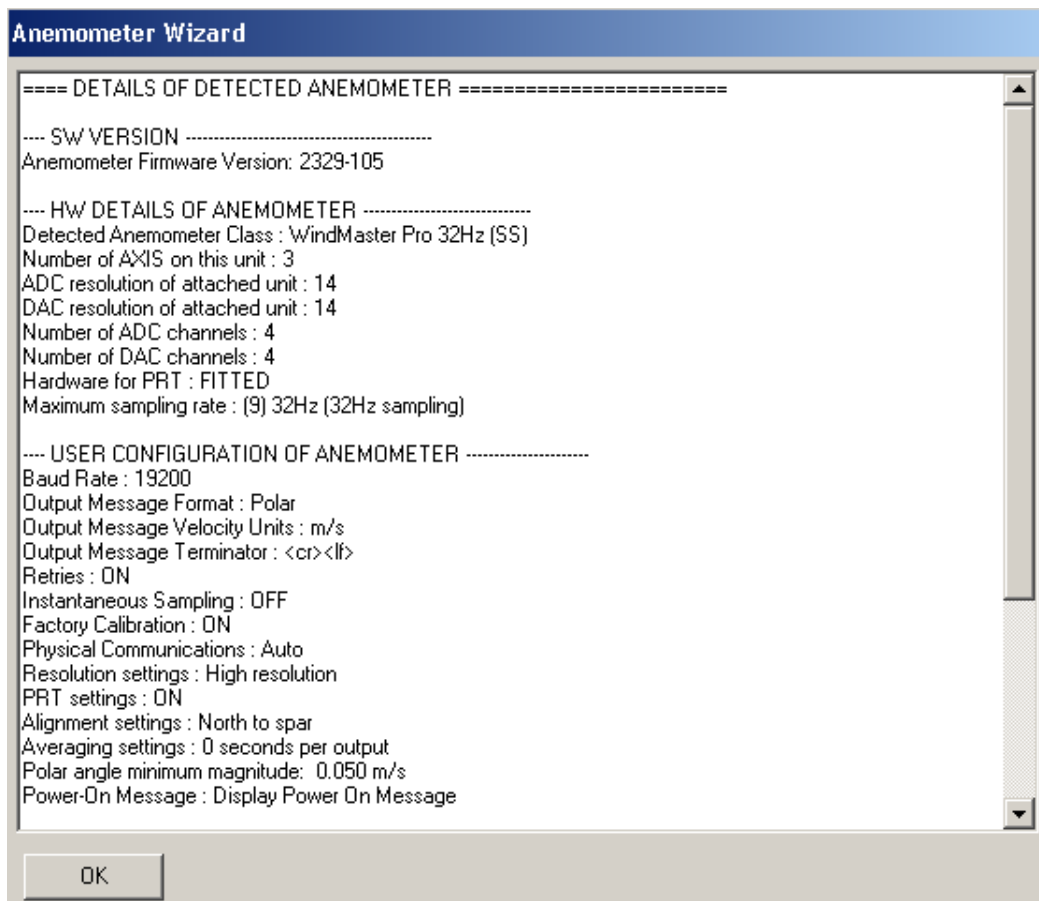 Anemometer Wizard
==== DETAILS OF DETECTED ANEMOMETER ========================
---- SW VERSION --------------------------------------------
Anemometer Firmware Version: 2329-105
---- HW DETAILS OF ANEMOMETER ------------------------------
Detected Anemometer Class : WindMaster Pro 32Hz (SS)
Number of AXIS on this unit : 3
ADC resolution of attached unit : 14
DAC resolution of attached unit : 14
Number of ADC channels : 4
Number of DAC channels : 4
Hardware for PRT : FITTED
Maximum sampling rate : (9) 32Hz (32Hz sampling)
---- USER CONFIGURATION OF ANEMOMETER ----------------------
Baud Rate : 19200
Output Message Format : Polar
Output Message Velocity Units : m/s
Output Message Terminator : <cr><lf>
Retries : ON
Instantaneous Sampling : OFF
Factory Calibration : ON
Physical Communications : Auto
Resolution settings : High resolution
PRT settings : ON
Alignment settings : North to spar
Averaging settings : 0 seconds per output
Polar angle minimum magnitude:  0.050 m/s
Power-On Message : Display Power On Message
OK